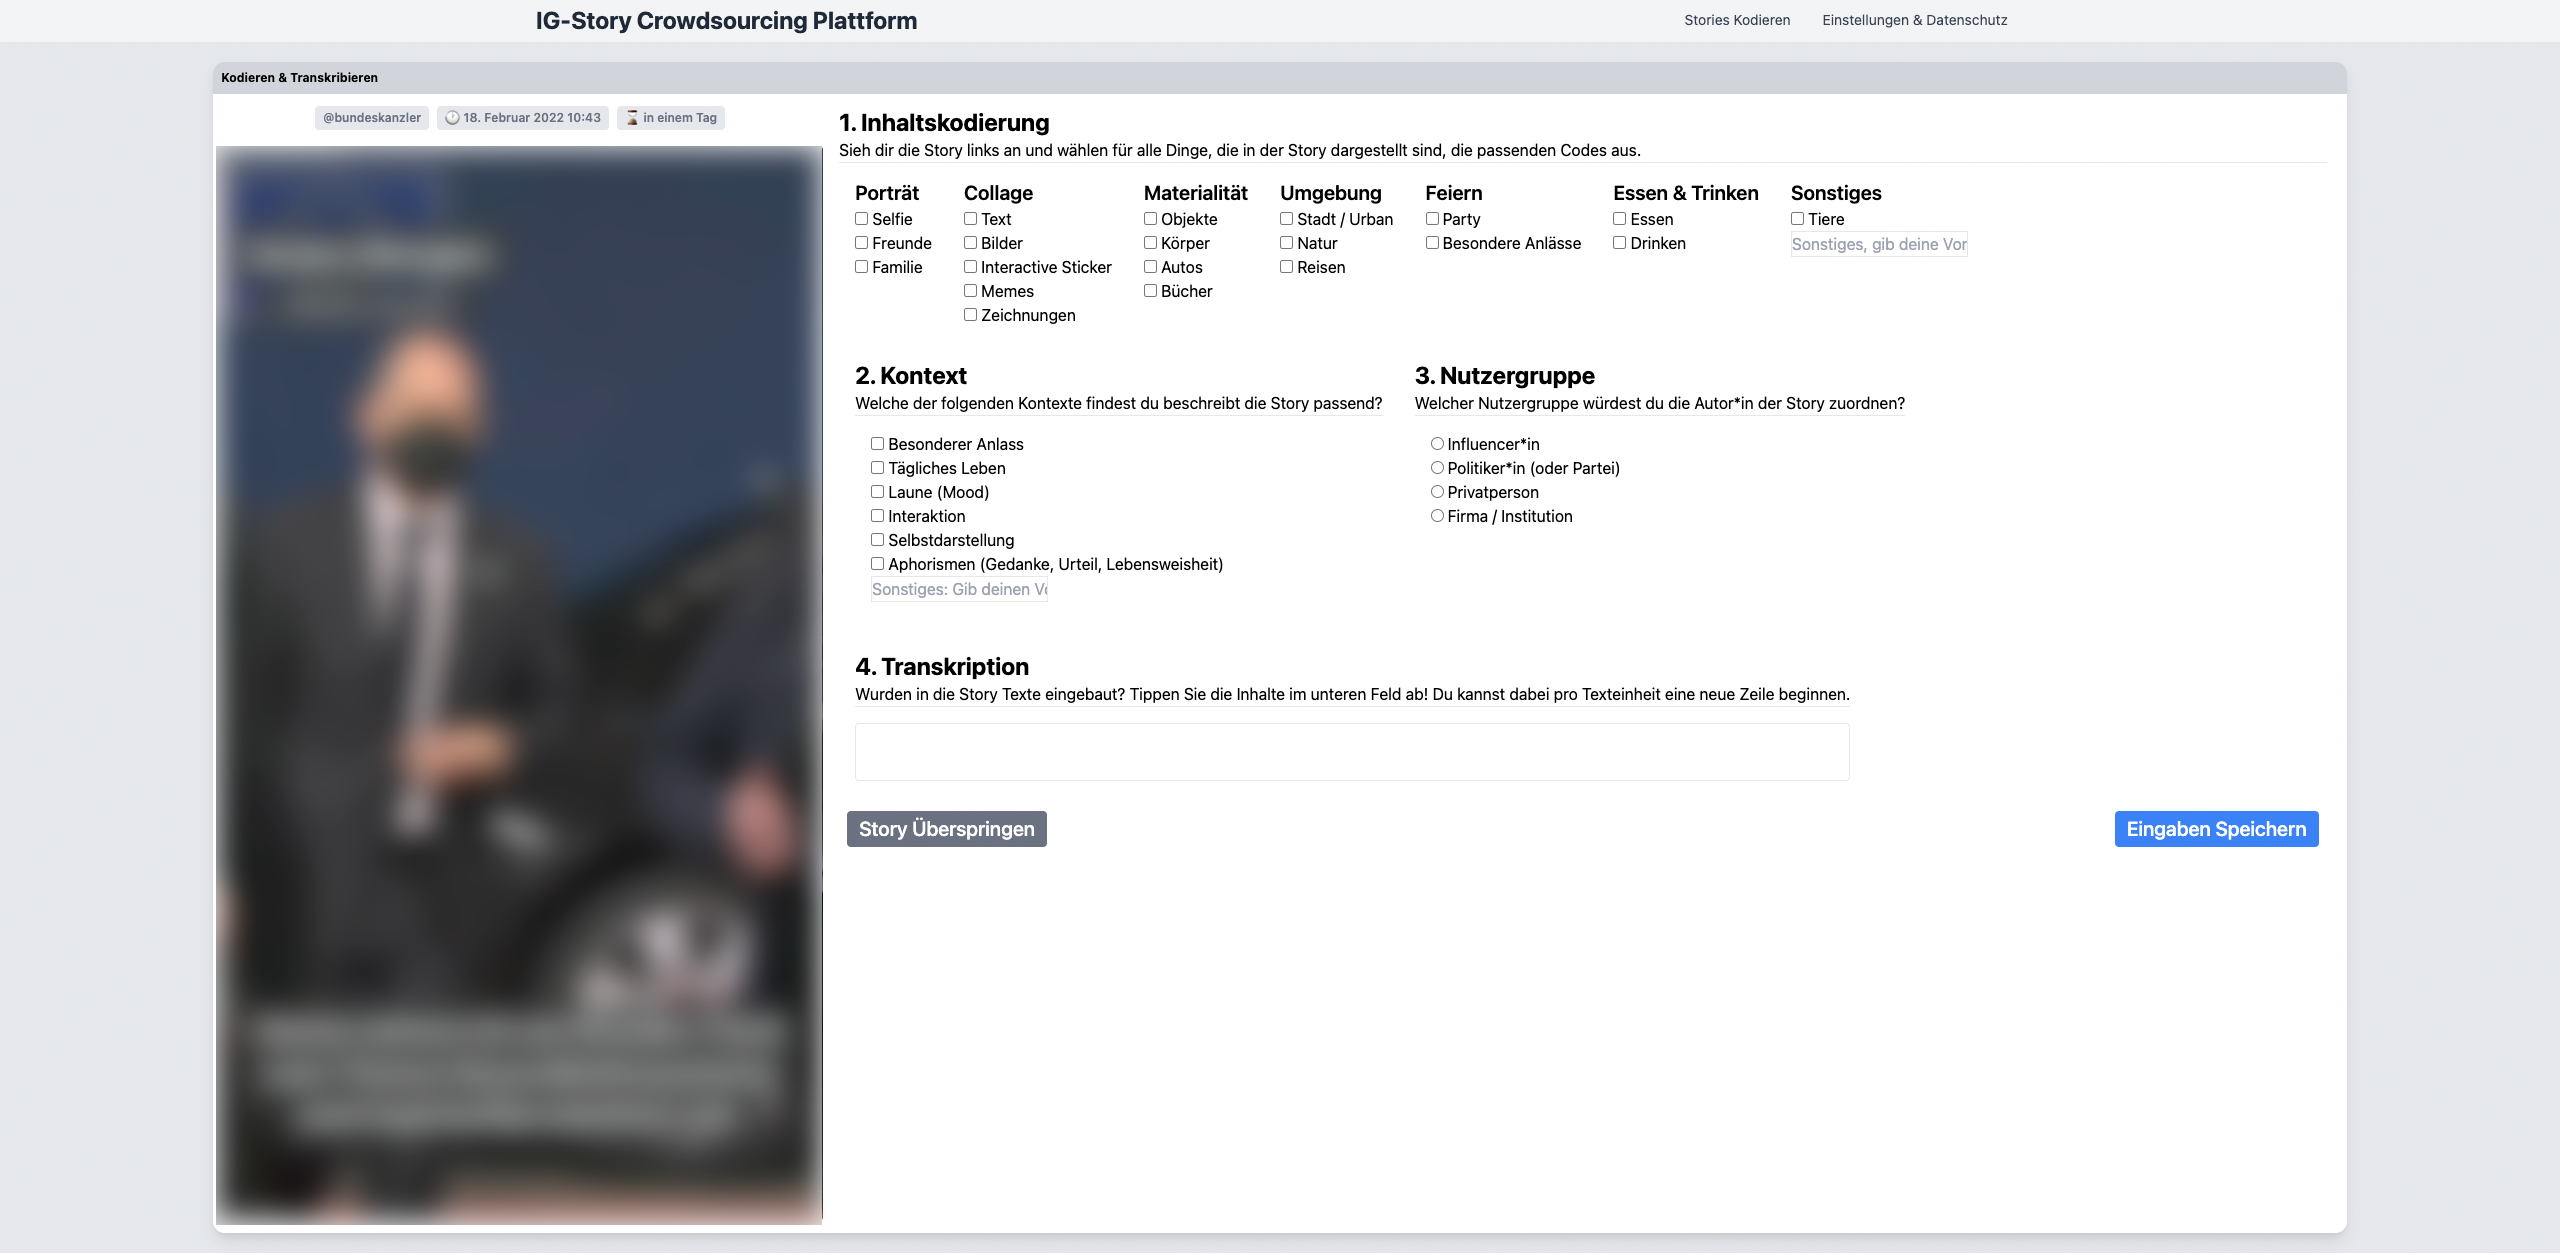 IG-Story Crowdsourcing Plattform
Stories Kodieren
Einstellungen & Datenschutz
Kodieren & Transkribieren
@bundeskanzler
18. Februar 2022 10:43
in einem Tag
1. Inhaltskodierung
Sieh dir die Story links an und wählen für alle Dinge, die in der Story dargestellt sind, die passenden Codes aus.
Porträt
Selfie
Freunde
Familie
Collage
Text
Bilder
Interactive Sticker
Memes
Zeichnungen
Materialität
Objekte
Körper
Autos
Bücher
Umgebung
Stadt / Urban
Natur
Reisen
Feiern
Party
Besondere Anlässe
Essen & Trinken
Essen
Drinken
Sonstiges
Tiere
Sonstiges, gib deine Vor
2. Kontext
Welche der folgenden Kontexte findest du beschreibt die Story passend?
Besonderer Anlass
Tägliches Leben
Laune (Mood)
Interaktion
Selbstdarstellung
Aphorismen (Gedanke, Urteil, Lebensweisheit)
Sonstiges: Gib deinen Vo
3. Nutzergruppe
Welcher Nutzergruppe würdest du die Autor*in der Story zuordnen?
Influencer*in
Politiker*in (oder Partei)
Privatperson
Firma / Institution
4. Transkription
Wurden in die Story Texte eingebaut? Tippen Sie die Inhalte im unteren Feld ab! Du kannst dabei pro Texteinheit eine neue Zeile beginnen.
Story Überspringen
Eingaben Speichern